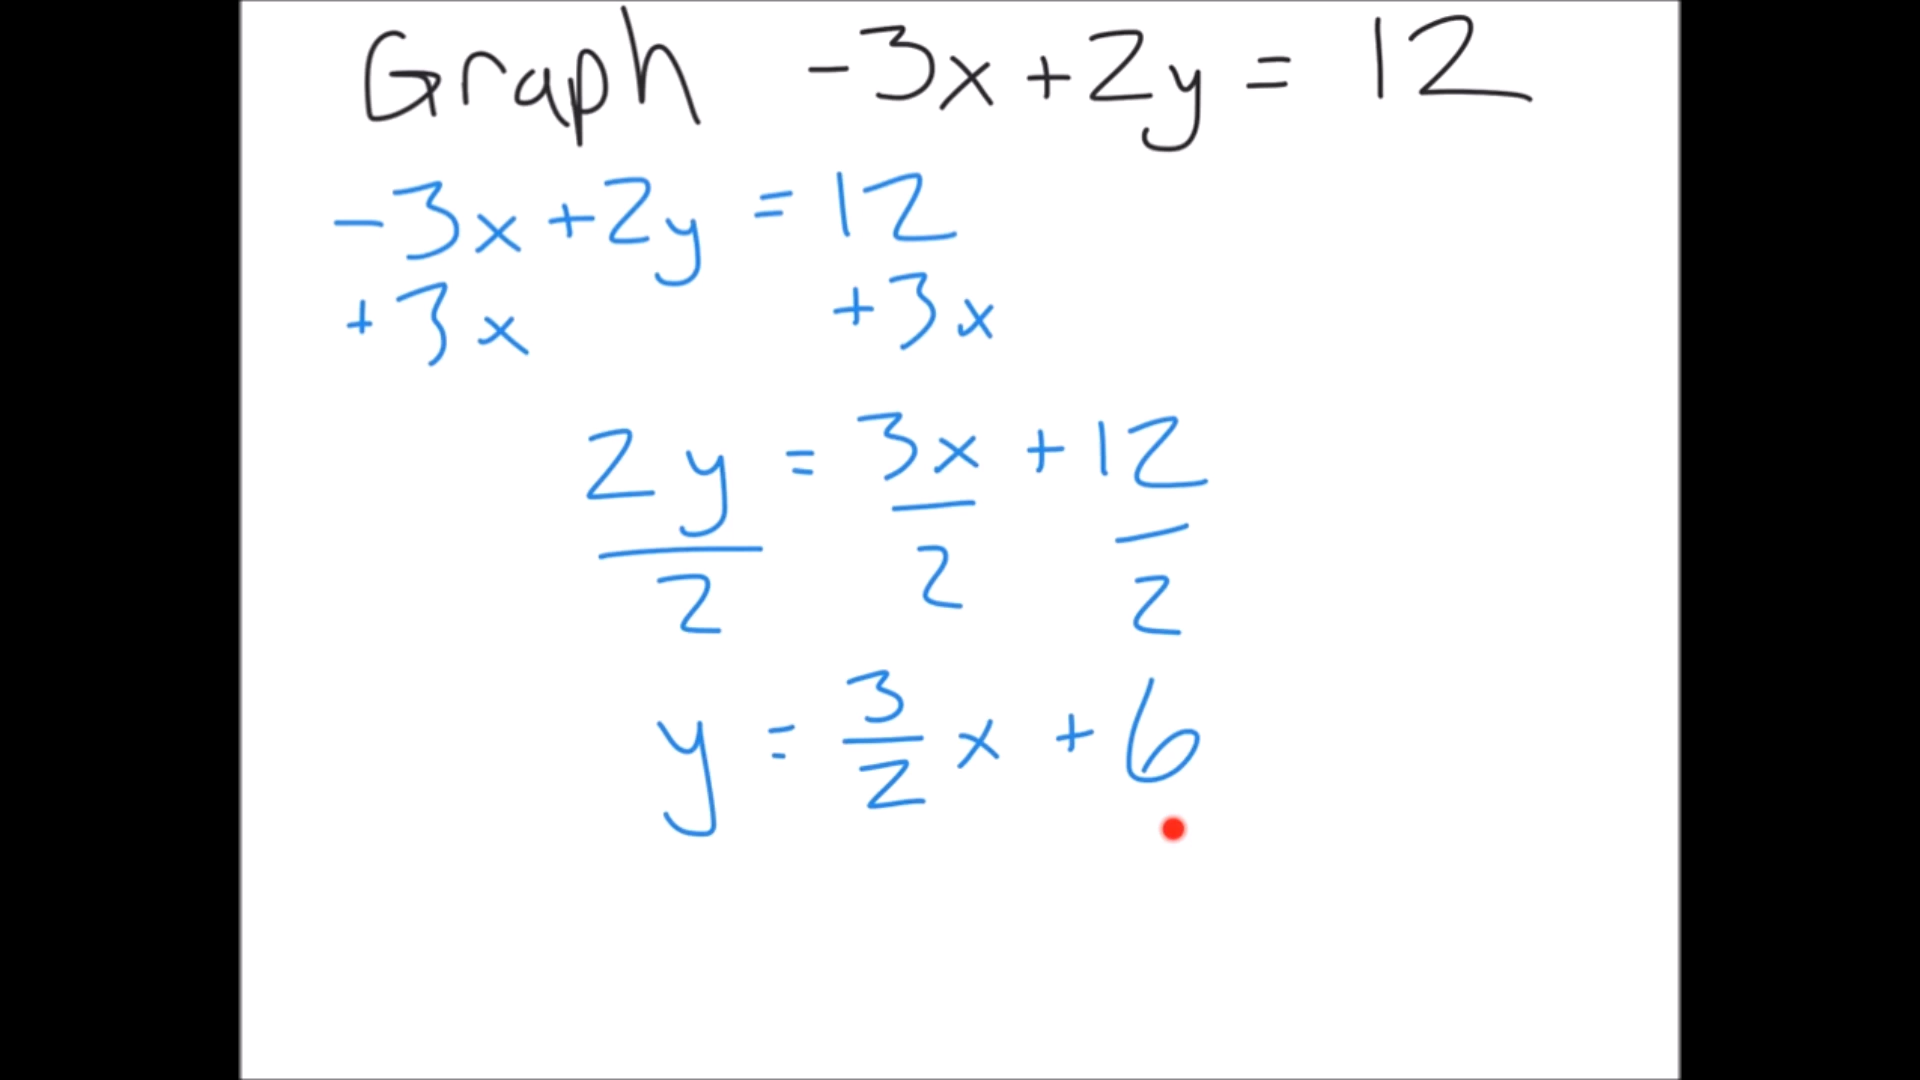 Graph -3x + 2y = 12
-3x + 2y = 12
+3x +3x
2y = 3x + 12
2 2 2
y = 3/2 x + 6